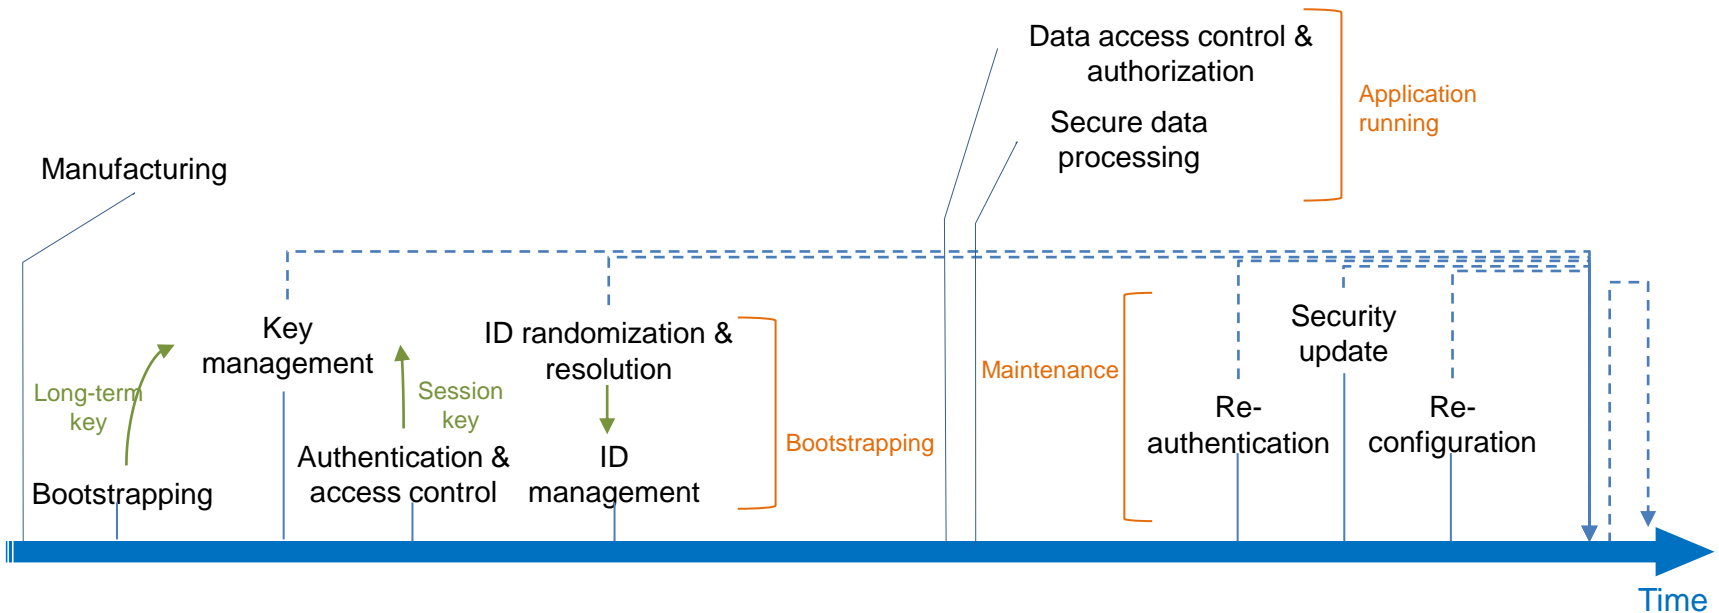 Data access control &
authorization
Application
running
Secure data
processing
Manufacturing
Key
management
ID randomization &
resolution
Security
update
Maintenance
Long-term
key
Session
key
Re-
authentication
Re-
configuration
Bootstrapping
Authentication &
access control
ID
management
Bootstrapping
Time